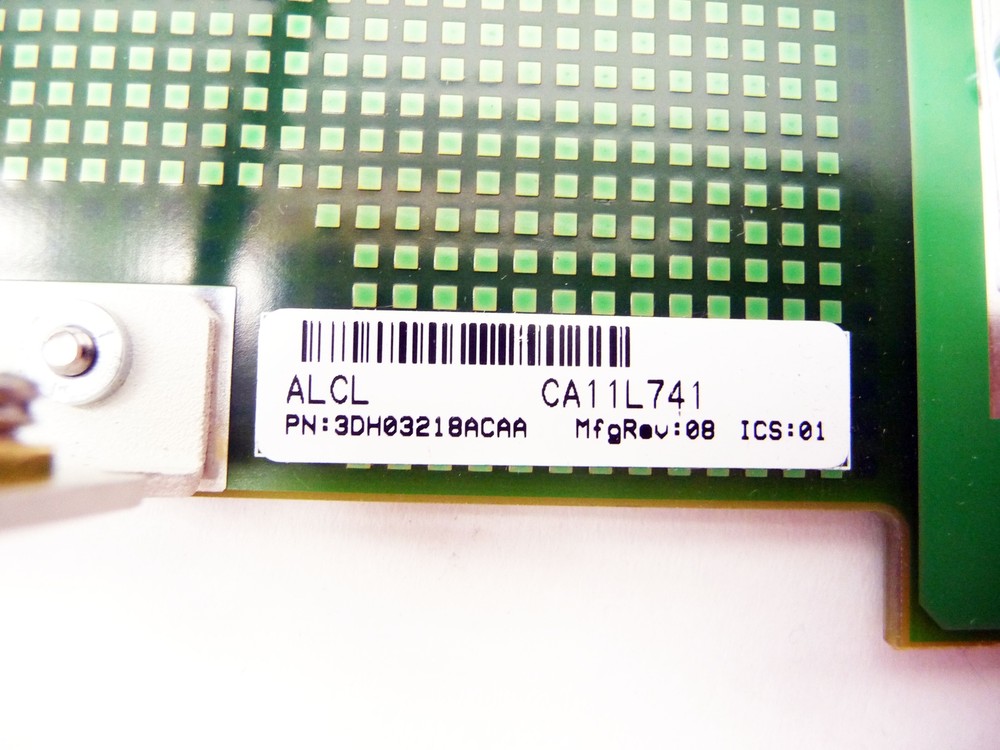 ALCL CA11L741
PN:3DH03218ACAA MfgRev:08 ICS:01